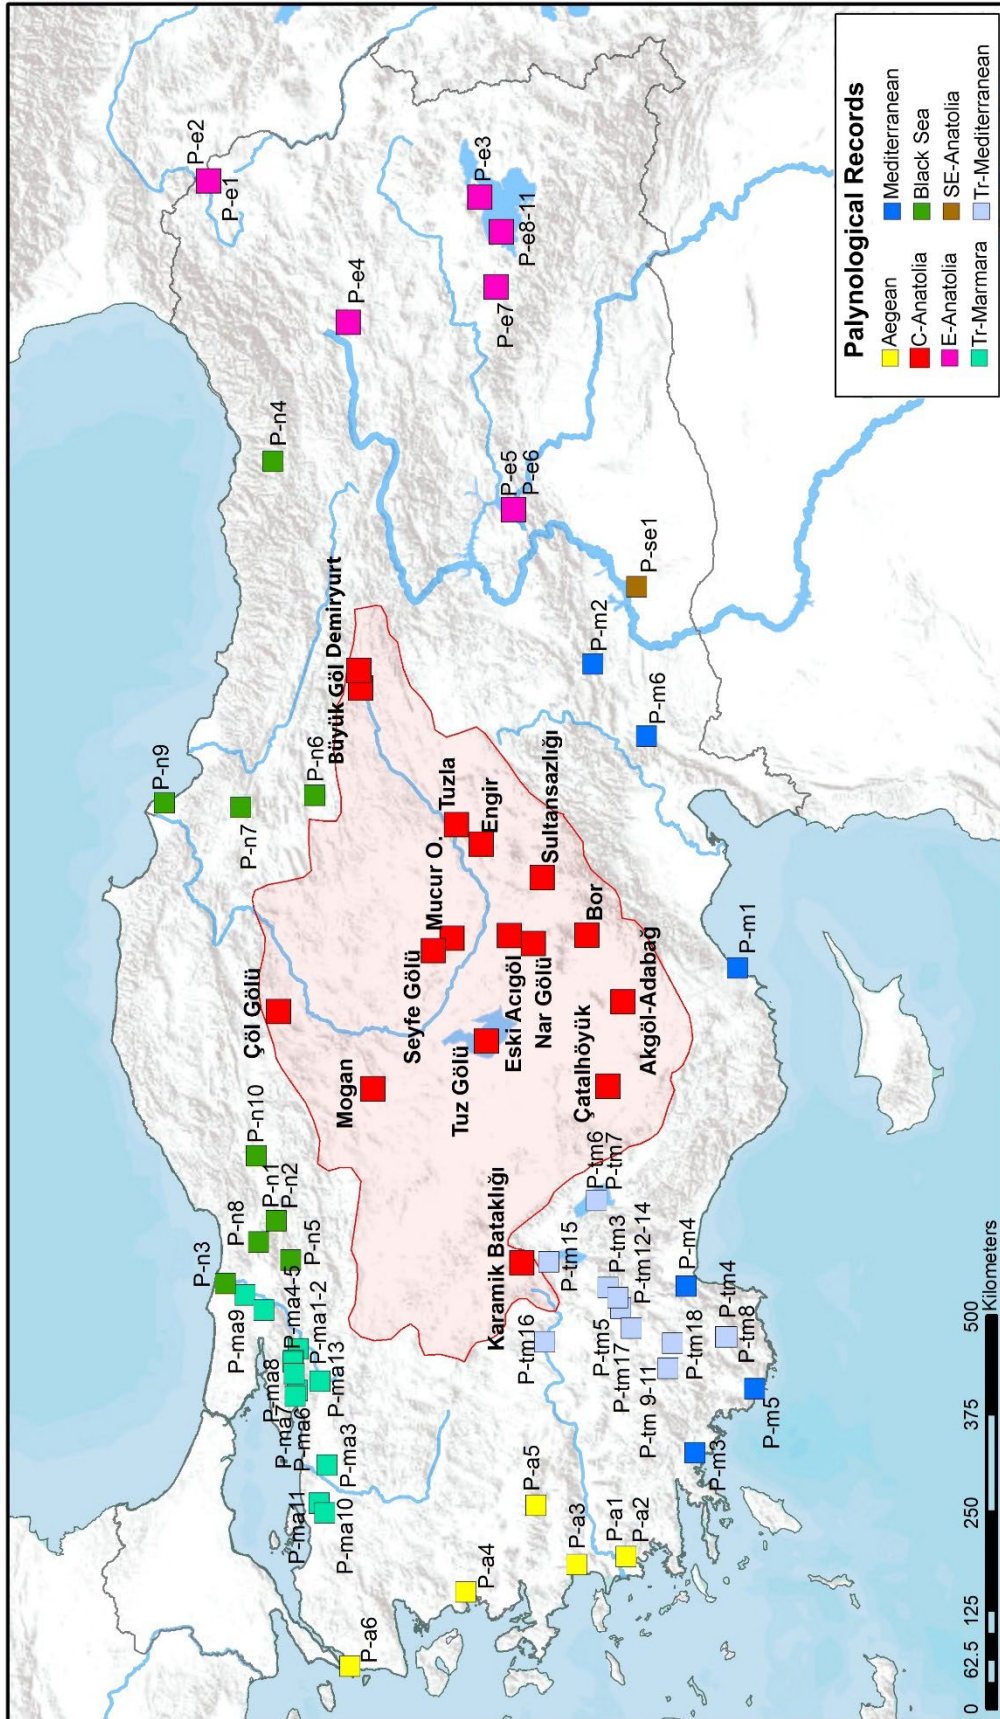 P-n9
P-n7
P-n6
P-n4
P-e2
P-e1
P-e4
P-e3
P-e8-11
P-e7
P-e5
P-e6
P-se1
P-m2
P-m6
P-m1
P-n3
P-n8
P-n10
P-n1
P-n2
P-n5
P-ma9
P-ma4-5
P-ma1-2
P-ma8
P-ma13
P-ma7
P-ma6
P-ma3
P-ma11
P-ma10
P-a6
P-a4
P-a5
P-a3
P-a1
P-a2
Büyük Göl Demiryurt
Çöl Gölü
Mogan
Seyfe Gölü
Mucur O.
Tuzla
Engir
Sultansazlığı
Tuz Gölü
Eski Acıgöl
Nar Gölü
Bor
Çatalhöyük
Akgöl-Adabağ
Karamik Bataklığı
P-tm16
P-tm15
P-tm6
P-tm7
P-tm3
P-tm12-14
P-tm5
P-tm17
P-tm 9-11
P-tm18
P-m4
P-tm4
P-tm8
P-m5
P-m3
Palynological Records
Aegean
C-Anatolia
E-Anatolia
Tr-Marmara
Mediterranean
Black Sea
SE-Anatolia
Tr-Mediterranean
0 62.5 125 250 375 500
Kilometers